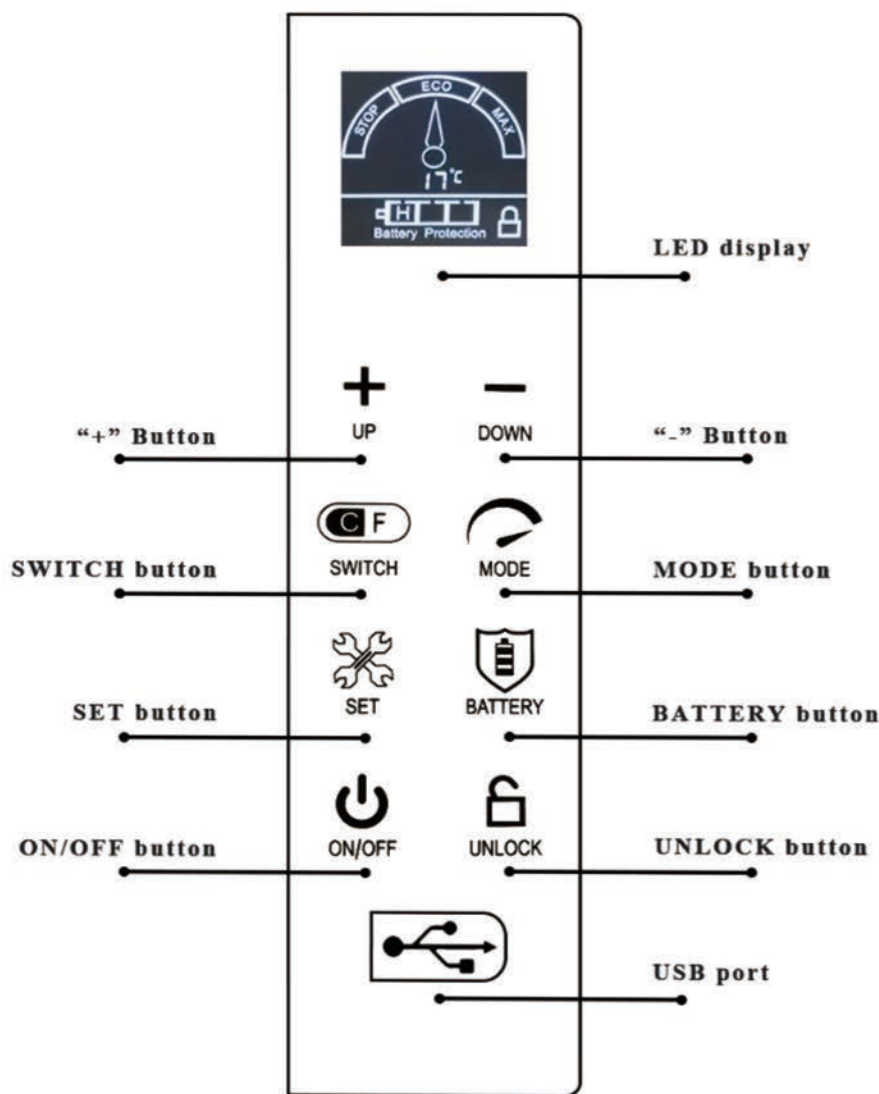 STOP ECO MAX
17°C
H
Battery Protection
LED display
+ −
UP DOWN
“+” Button “-” Button
C F
SWITCH MODE
SWITCH button MODE button
SET BATTERY
SET button BATTERY button
ON/OFF UNLOCK
ON/OFF button UNLOCK button
USB port